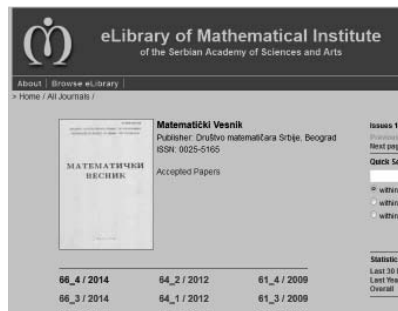 eLibrary of Mathematical Institute
of the Serbian Academy of Sciences and Arts
About | Browse eLibrary |
> Home / All Journals /
Matematički Vesnik
Publisher: Društvo matematičara Srbije, Beograd
ISSN: 0025-5165
Accepted Papers
МАТЕМАТИЧКИ
ВЕСНИК
Issues 1
Next pag
Quick Se
within
within
within
Statistic
Last 30
Last Yea
Overall
66_4 / 2014 64_2 / 2012 61_4 / 2009
66_3 / 2014 64_1 / 2012 61_3 / 2009